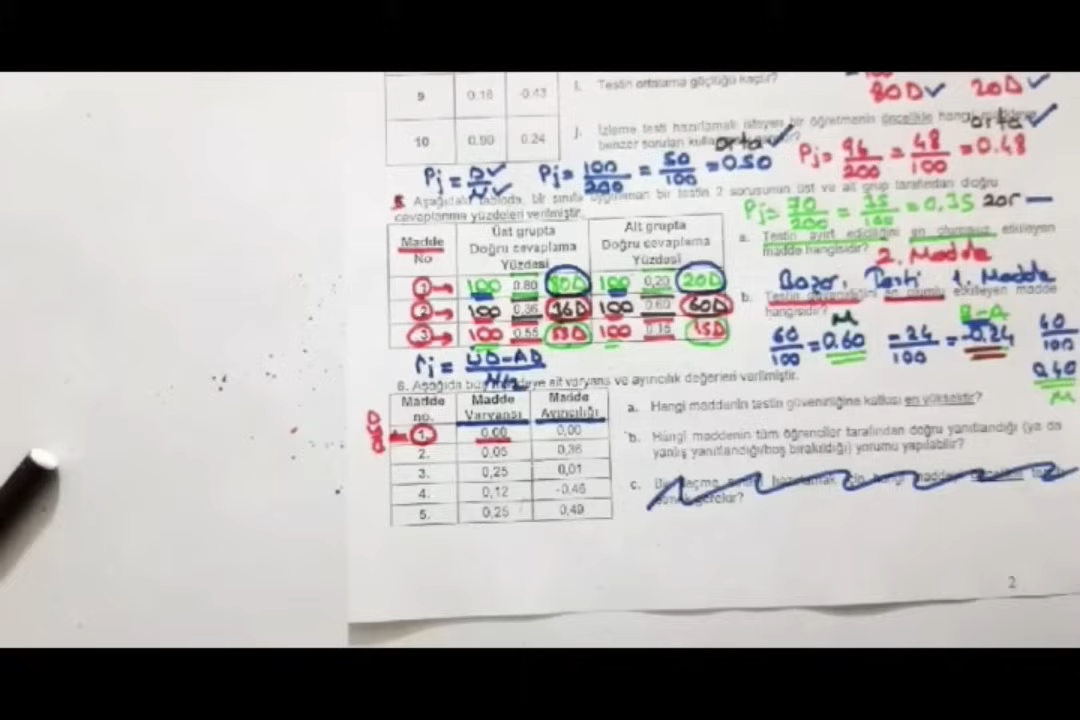 9 0.18 -0.43
10 0.90 0.24
i. Testin ortalama güçlüğü kaçtır?
80D✓ 20D✓
j. İzleme testi hazırlamak isteyen bir öğretmenin öncelikle
benzer soruları
orta✓ orta✓
Pj = D✓/N✓ Pj = 100/200 = 50/100 = 0.50 Pj = 96/200 = 48/100 = 0.48
5. Aşağıdaki tabloda, bir sınıfa uygulanan bir testin 2 sorusunun üst ve alt grup tarafından doğru
cevaplanma yüzdeleri verilmiştir.
Pj = 70/200 = 35/100 = 0.35 zor –
Madde No Üst grupta Doğru cevaplama Yüzdesi Alt grupta Doğru cevaplama Yüzdesi
1 → 100 0.80 80D 100 0,20 20D
2 → 100 0,36 36D 100 0.60 60D
3 → 100 0.55 55D 100 0.15 15D
a. Testin ayırt ediciliğini en olumsuz etkileyen
madde hangisidir? 2. Madde
Testi 1. Madde
b. Testin en olumlu etkileyen madde
hangisidir?
60/100 = 0.60 M = -24/100 = -0.24 40/100
0.40
M
rj = ÜD-AD / N/2
6. Aşağıda beş maddeye ait varyans ve ayırıcılık değerleri verilmiştir.
Madde no. Madde Varyansı Madde Ayırıcılığı
1. 0,00 0,00
2. 0,05 0,36
3. 0,25 0,01
4. 0,12 -0,46
5. 0,25 0,49
a. Hangi maddenin testin güvenirliğine katkısı en yüksektir?
b. Hangi maddenin tüm öğrenciler tarafından doğru yanıtlandığı (ya da
yanlış yanıtlandığı/boş bırakıldığı) yorumu yapılabilir?
c. hangi
2